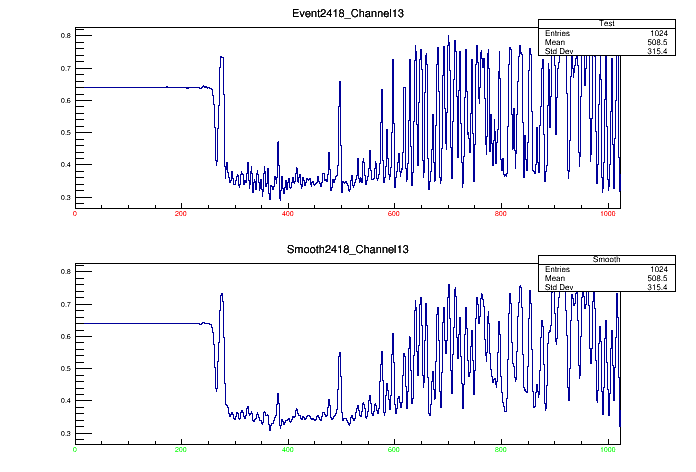 Event2418_Channel13
Test
Entries 1024
Mean 508.5
Std Dev 315.4
0.8
0.7
0.6
0.5
0.4
0.3
0 200 400 600 800 1000
Smooth2418_Channel13
Smooth
Entries 1024
Mean 508.5
Std Dev 315.4
0.8
0.7
0.6
0.5
0.4
0.3
0 200 400 600 800 1000